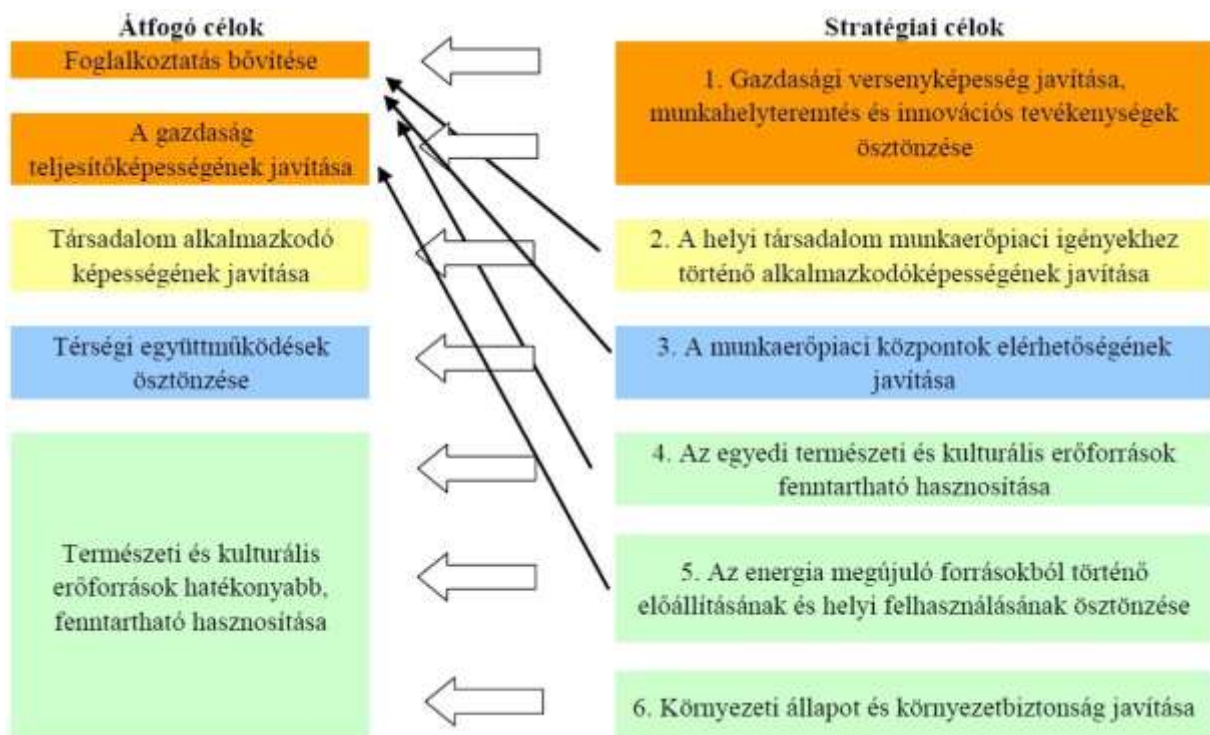 Átfogó célok
Foglalkoztatás bővítése
A gazdaság
teljesítőképességének javítása
Társadalom alkalmazkodó
képességének javítása
Térségi együttműködések
ösztönzése
Természeti és kulturális
erőforrások hatékonyabb,
fenntartható hasznosítása
Stratégiai célok
1. Gazdasági versenyképesség javítása,
munkahelyteremtés és innovációs tevékenységek
ösztönzése
2. A helyi társadalom munkaerőpiaci igényekhez
történő alkalmazkodóképességének javítása
3. A munkaerőpiaci központok elérhetőségének
javítása
4. Az egyedi természeti és kulturális erőforrások
fenntartható hasznosítása
5. Az energia megújuló forrásokból történő
előállításának és helyi felhasználásának ösztönzése
6. Környezeti állapot és környezetbiztonság javítása